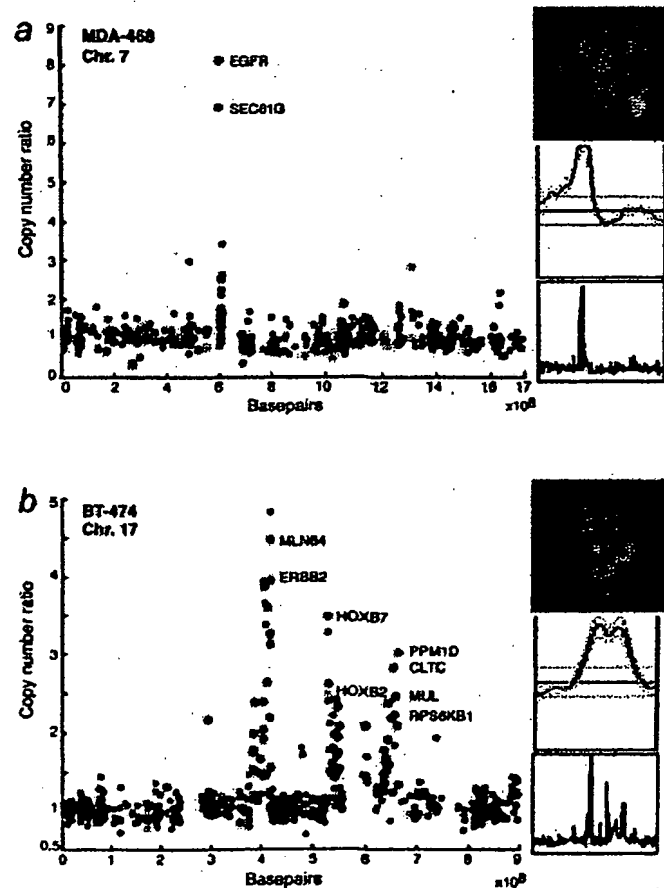 a
MDA-468
Chr. 7
9
8
7
6
5
4
3
2
1
0
Copy number ratio
EGFR
SEC61G
0 2 4 6 8 10 12 14 16 17
Basepairs
x10⁸
b
BT-474
Chr. 17
5
4
3
2
1
0.5
Copy number ratio
MLN64
ERBB2
HOXB7
PPM1D
CLTC
HOXB2
MUL
RPS6KB1
0 1 2 3 4 5 6 7 8 9
Basepairs
x10⁸